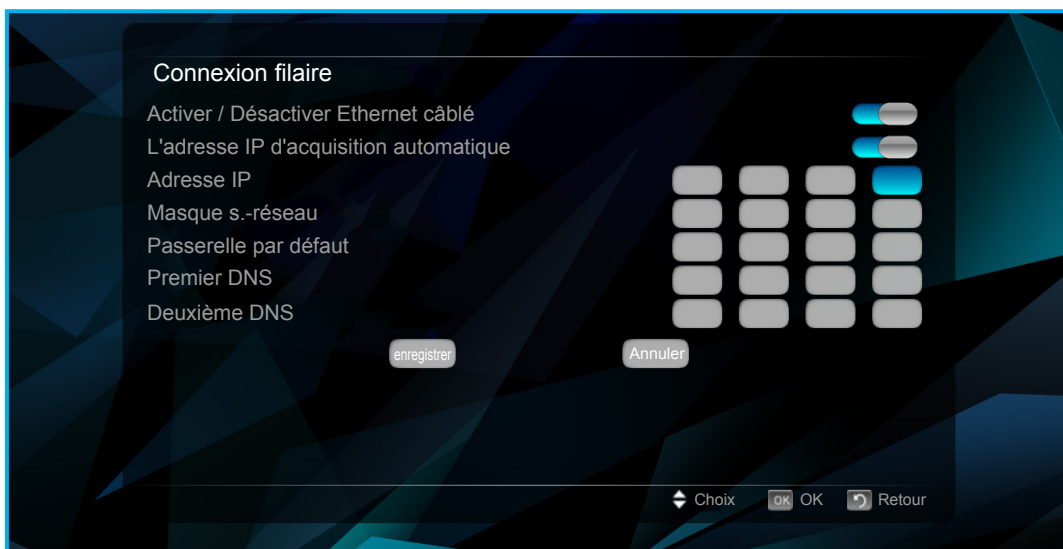 Connexion filaire
Activer / Désactiver Ethernet câblé
L'adresse IP d'acquisition automatique
Adresse IP
Masque s.-réseau
Passerelle par défaut
Premier DNS
Deuxième DNS
enregistrer Annuler
Choix OK OK Retour